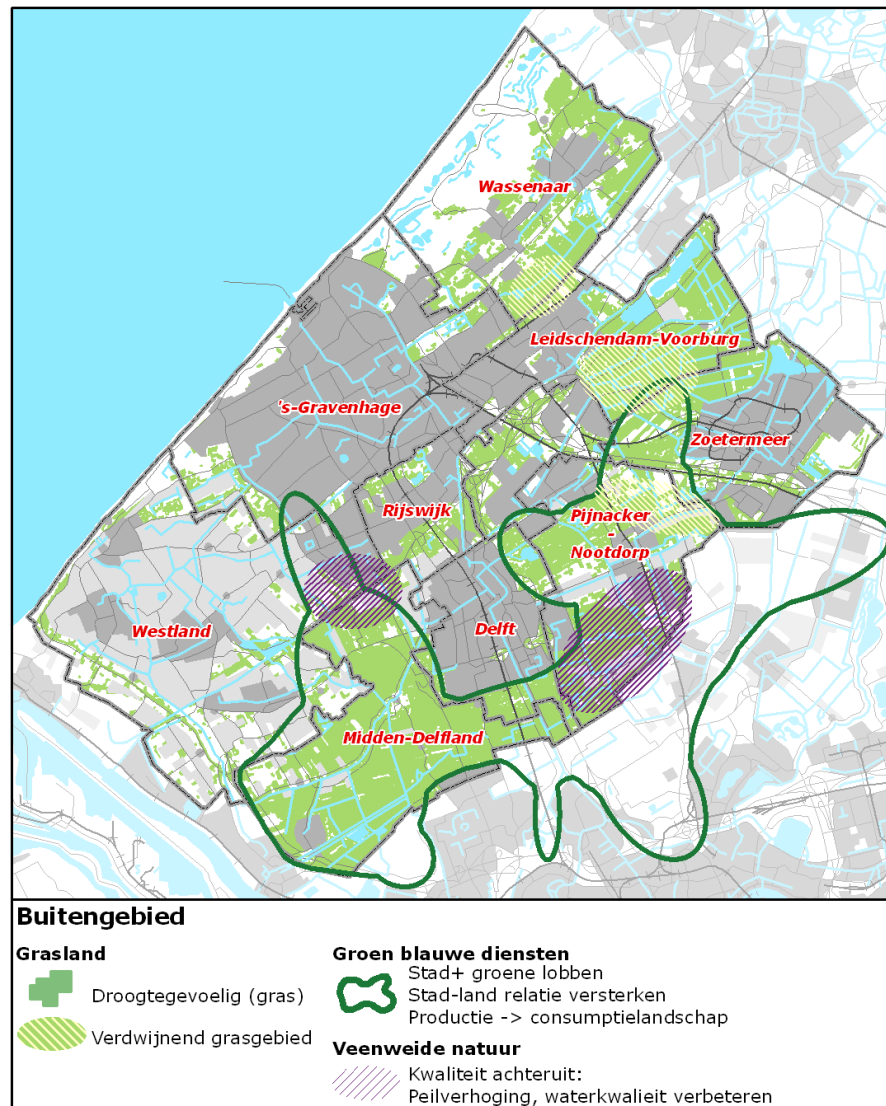 Wassenaar
Leidschendam-Voorburg
's-Gravenhage
Zoetermeer
Rijswijk
Pijnacker
-
Nootdorp
Westland
Delft
Midden-Delfland
Buitengebied
Grasland
Droogtegevoelig (gras)
Verdwijnend grasgebied
Groen blauwe diensten
Stad+ groene lobben
Stad-land relatie versterken
Productie -> consumptielandschap
Veenweide natuur
Kwaliteit achteruit:
Peilverhoging, waterkwalieit verbeteren